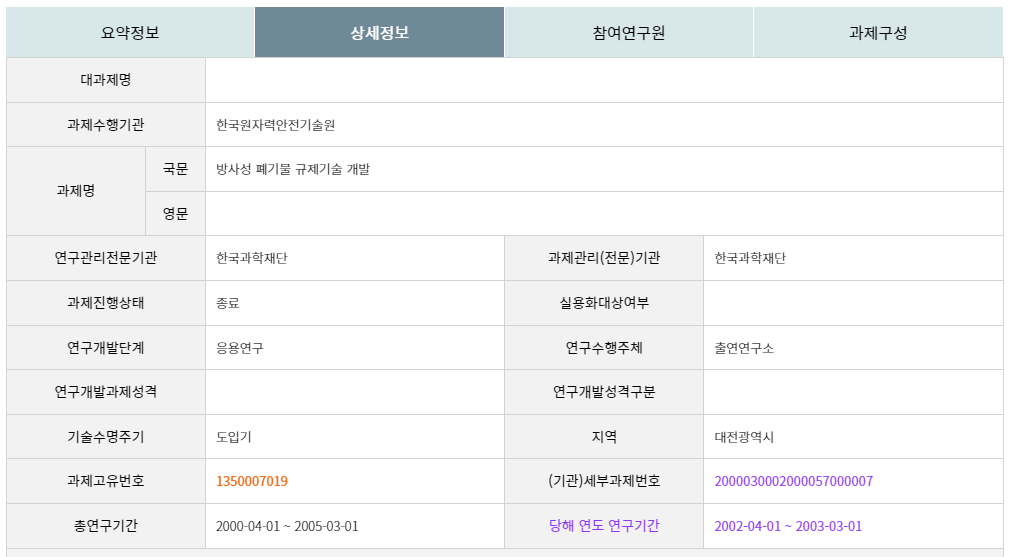 요약정보 상세정보 참여연구원 과제구성
대과제명
과제수행기관 한국원자력안전기술원
과제명 국문 방사성 폐기물 규제기술 개발
영문
연구관리전문기관 한국과학재단 과제관리(전문)기관 한국과학재단
과제진행상태 종료 실용화대상여부
연구개발단계 응용연구 연구수행주체 출연연구소
연구개발과제성격 연구개발성격구분
기술수명주기 도입기 지역 대전광역시
과제고유번호 1350007019 (기관)세부과제번호 2000030002000057000007
총연구기간 2000-04-01 ~ 2005-03-01 당해 연도 연구기간 2002-04-01 ~ 2003-03-01